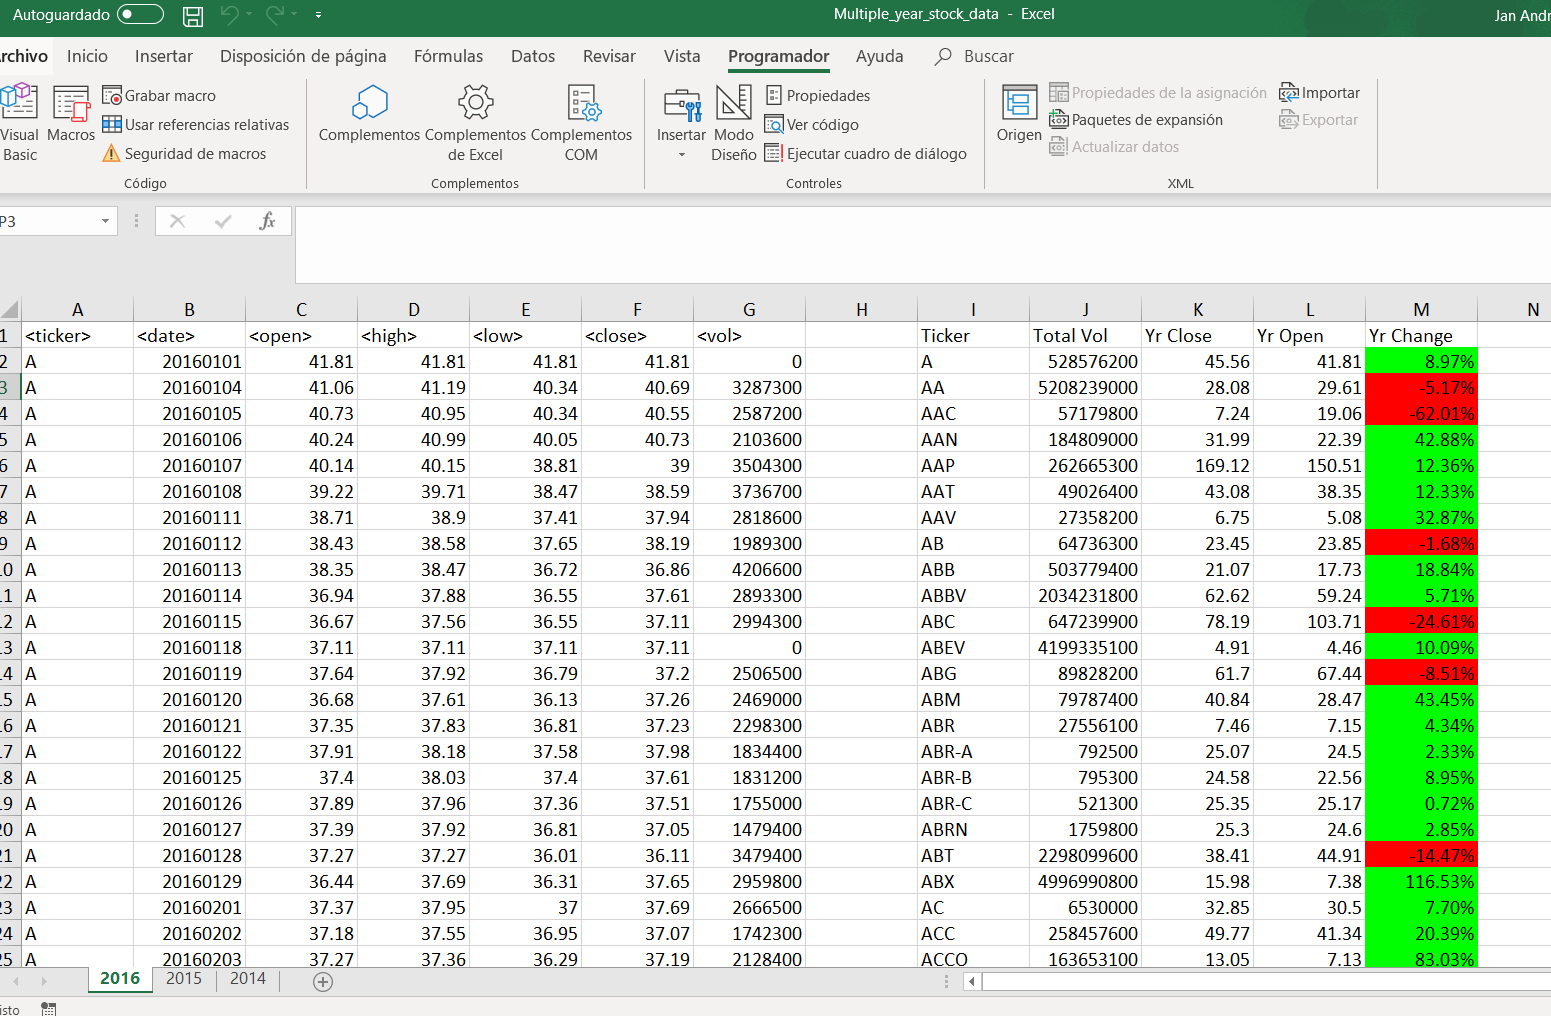 Autoguardado Multiple_year_stock_data - Excel Jan Andr
rchivo Inicio Insertar Disposición de página Fórmulas Datos Revisar Vista Programador Ayuda Buscar
Visual Basic
Macros
Grabar macro
Usar referencias relativas
Seguridad de macros
Código
Complementos
Complementos de Excel
Complementos COM
Complementos
Insertar
Modo Diseño
Propiedades
Ver código
Ejecutar cuadro de diálogo
Controles
Origen
Propiedades de la asignación
Paquetes de expansión
Actualizar datos
Importar
Exportar
XML
P3 fx
A B C D E F G H I J K L M N
1 <ticker> <date> <open> <high> <low> <close> <vol> Ticker Total Vol Yr Close Yr Open Yr Change
2 A 20160101 41.81 41.81 41.81 41.81 0 A 528576200 45.56 41.81 8.97%
3 A 20160104 41.06 41.19 40.34 40.69 3287300 AA 5208239000 28.08 29.61 -5.17%
4 A 20160105 40.73 40.95 40.34 40.55 2587200 AAC 57179800 7.24 19.06 -62.01%
5 A 20160106 40.24 40.99 40.05 40.73 2103600 AAN 184809000 31.99 22.39 42.88%
6 A 20160107 40.14 40.15 38.81 39 3504300 AAP 262665300 169.12 150.51 12.36%
7 A 20160108 39.22 39.71 38.47 38.59 3736700 AAT 49026400 43.08 38.35 12.33%
8 A 20160111 38.71 38.9 37.41 37.94 2818600 AAV 27358200 6.75 5.08 32.87%
9 A 20160112 38.43 38.58 37.65 38.19 1989300 AB 64736300 23.45 23.85 -1.68%
.0 A 20160113 38.35 38.47 36.72 36.86 4206600 ABB 503779400 21.07 17.73 18.84%
.1 A 20160114 36.94 37.88 36.55 37.61 2893300 ABBV 2034231800 62.62 59.24 5.71%
.2 A 20160115 36.67 37.56 36.55 37.11 2994300 ABC 647239900 78.19 103.71 -24.61%
.3 A 20160118 37.11 37.11 37.11 37.11 0 ABEV 4199335100 4.91 4.46 10.09%
.4 A 20160119 37.64 37.92 36.79 37.2 2506500 ABG 89828200 61.7 67.44 -8.51%
.5 A 20160120 36.68 37.61 36.13 37.26 2469000 ABM 79787400 40.84 28.47 43.45%
.6 A 20160121 37.35 37.83 36.81 37.23 2298300 ABR 27556100 7.46 7.15 4.34%
.7 A 20160122 37.91 38.18 37.58 37.98 1834400 ABR-A 792500 25.07 24.5 2.33%
.8 A 20160125 37.4 38.03 37.4 37.61 1831200 ABR-B 795300 24.58 22.56 8.95%
.9 A 20160126 37.89 37.96 37.36 37.51 1755000 ABR-C 521300 25.35 25.17 0.72%
20 A 20160127 37.39 37.92 36.81 37.05 1479400 ABRN 1759800 25.3 24.6 2.85%
21 A 20160128 37.27 37.27 36.01 36.11 3479400 ABT 2298099600 38.41 44.91 -14.47%
22 A 20160129 36.44 37.69 36.31 37.65 2959800 ABX 4996990800 15.98 7.38 116.53%
23 A 20160201 37.37 37.95 37 37.69 2666500 AC 6530000 32.85 30.5 7.70%
24 A 20160202 37.18 37.55 36.95 37.07 1742300 ACC 258457600 49.77 41.34 20.39%
25 A 20160203 37.27 37.36 36.29 37.19 2128400 ACCO 163653100 13.05 7.13 83.03%
2016 2015 2014
isto